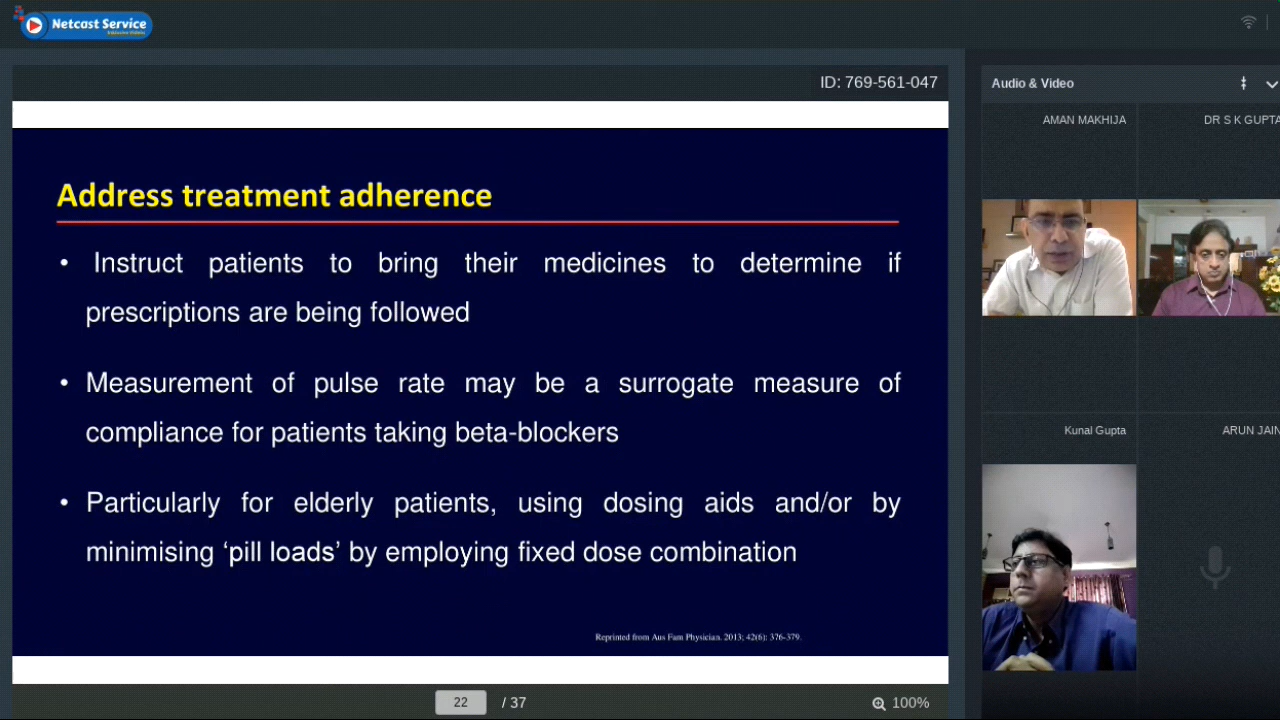 Netcast Service
ID: 769-561-047
Audio & Video
AMAN MAKHIJA
DR S K GUPTA
Address treatment adherence
• Instruct patients to bring their medicines to determine if
prescriptions are being followed
• Measurement of pulse rate may be a surrogate measure of
compliance for patients taking beta-blockers
• Particularly for elderly patients, using dosing aids and/or by
minimising ‘pill loads’ by employing fixed dose combination
Reprinted from Aus Fam Physician. 2013; 42(6): 376-379.
Kunal Gupta
ARUN JAIN
22 / 37
100%